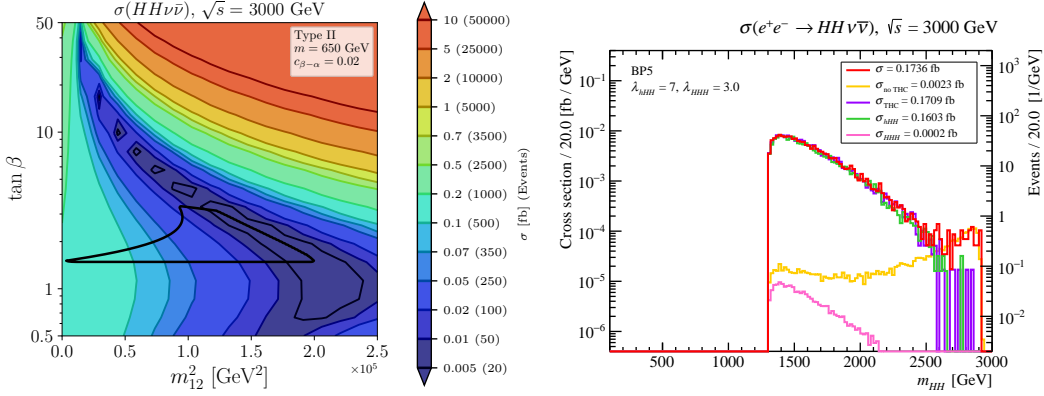 σ(HHνν̄), √s = 3000 GeV
Type II
m = 650 GeV
c_{β−α} = 0.02
50
10
1
0.5
tan β
0.0
0.5
1.0
1.5
2.0
2.5
×10⁵
m²₁₂ [GeV²]
10 (50000)
5 (25000)
2 (10000)
1 (5000)
0.7 (3500)
0.5 (2500)
0.2 (1000)
0.1 (500)
0.07 (350)
0.05 (250)
0.02 (100)
0.01 (50)
0.005 (20)
σ [fb] (Events)
σ(e⁺e⁻ → HHνν̄), √s = 3000 GeV
BP5
λ_{hHH} = 7, λ_{HHH} = 3.0
σ = 0.1736 fb
σ_{no THC} = 0.0023 fb
σ_{THC} = 0.1709 fb
σ_{hHH} = 0.1603 fb
σ_{HHH} = 0.0002 fb
Cross section / 20.0 [fb / GeV]
10⁻¹
10⁻²
10⁻³
10⁻⁴
10⁻⁵
10⁻⁶
Events / 20.0 [1/GeV]
10³
10²
10
1
10⁻¹
10⁻²
500
1000
1500
2000
2500
3000
m_{HH} [GeV]